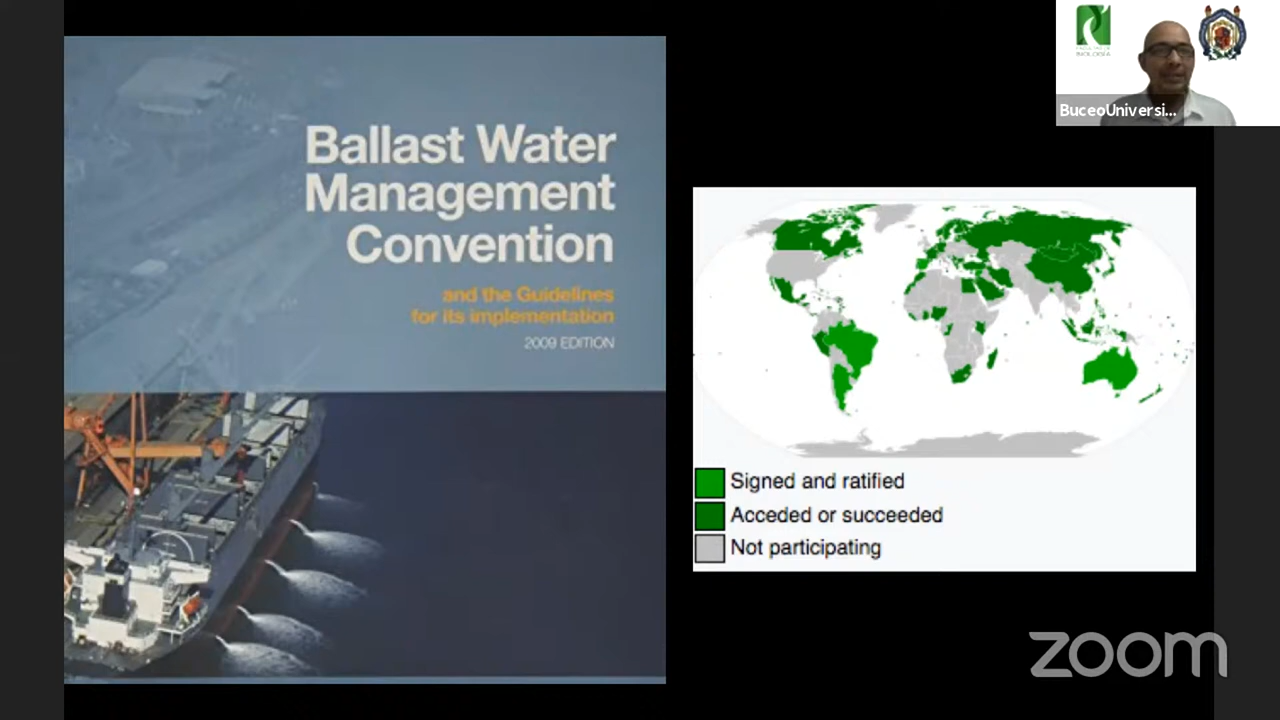 Ballast Water
Management
Convention
and the Guidelines
for its implementation
2009 EDITION
BIOLOGÍA
BuceoUniversi...
Signed and ratified
Acceded or succeeded
Not participating
zoom